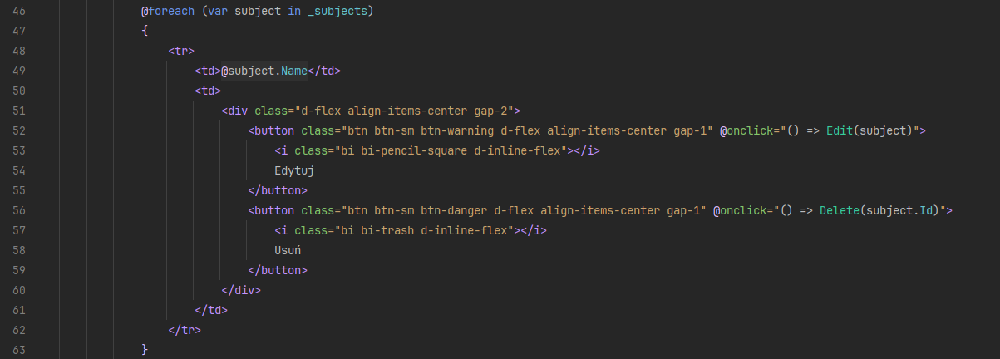 46 @foreach (var subject in _subjects)
47 {
48 <tr>
49 <td>@subject.Name</td>
50 <td>
51 <div class="d-flex align-items-center gap-2">
52 <button class="btn btn-sm btn-warning d-flex align-items-center gap-1" @onclick="() => Edit(subject)">
53 <i class="bi bi-pencil-square d-inline-flex"></i>
54 Edytuj
55 </button>
56 <button class="btn btn-sm btn-danger d-flex align-items-center gap-1" @onclick="() => Delete(subject.Id)">
57 <i class="bi bi-trash d-inline-flex"></i>
58 Usuń
59 </button>
60 </div>
61 </td>
62 </tr>
63 }